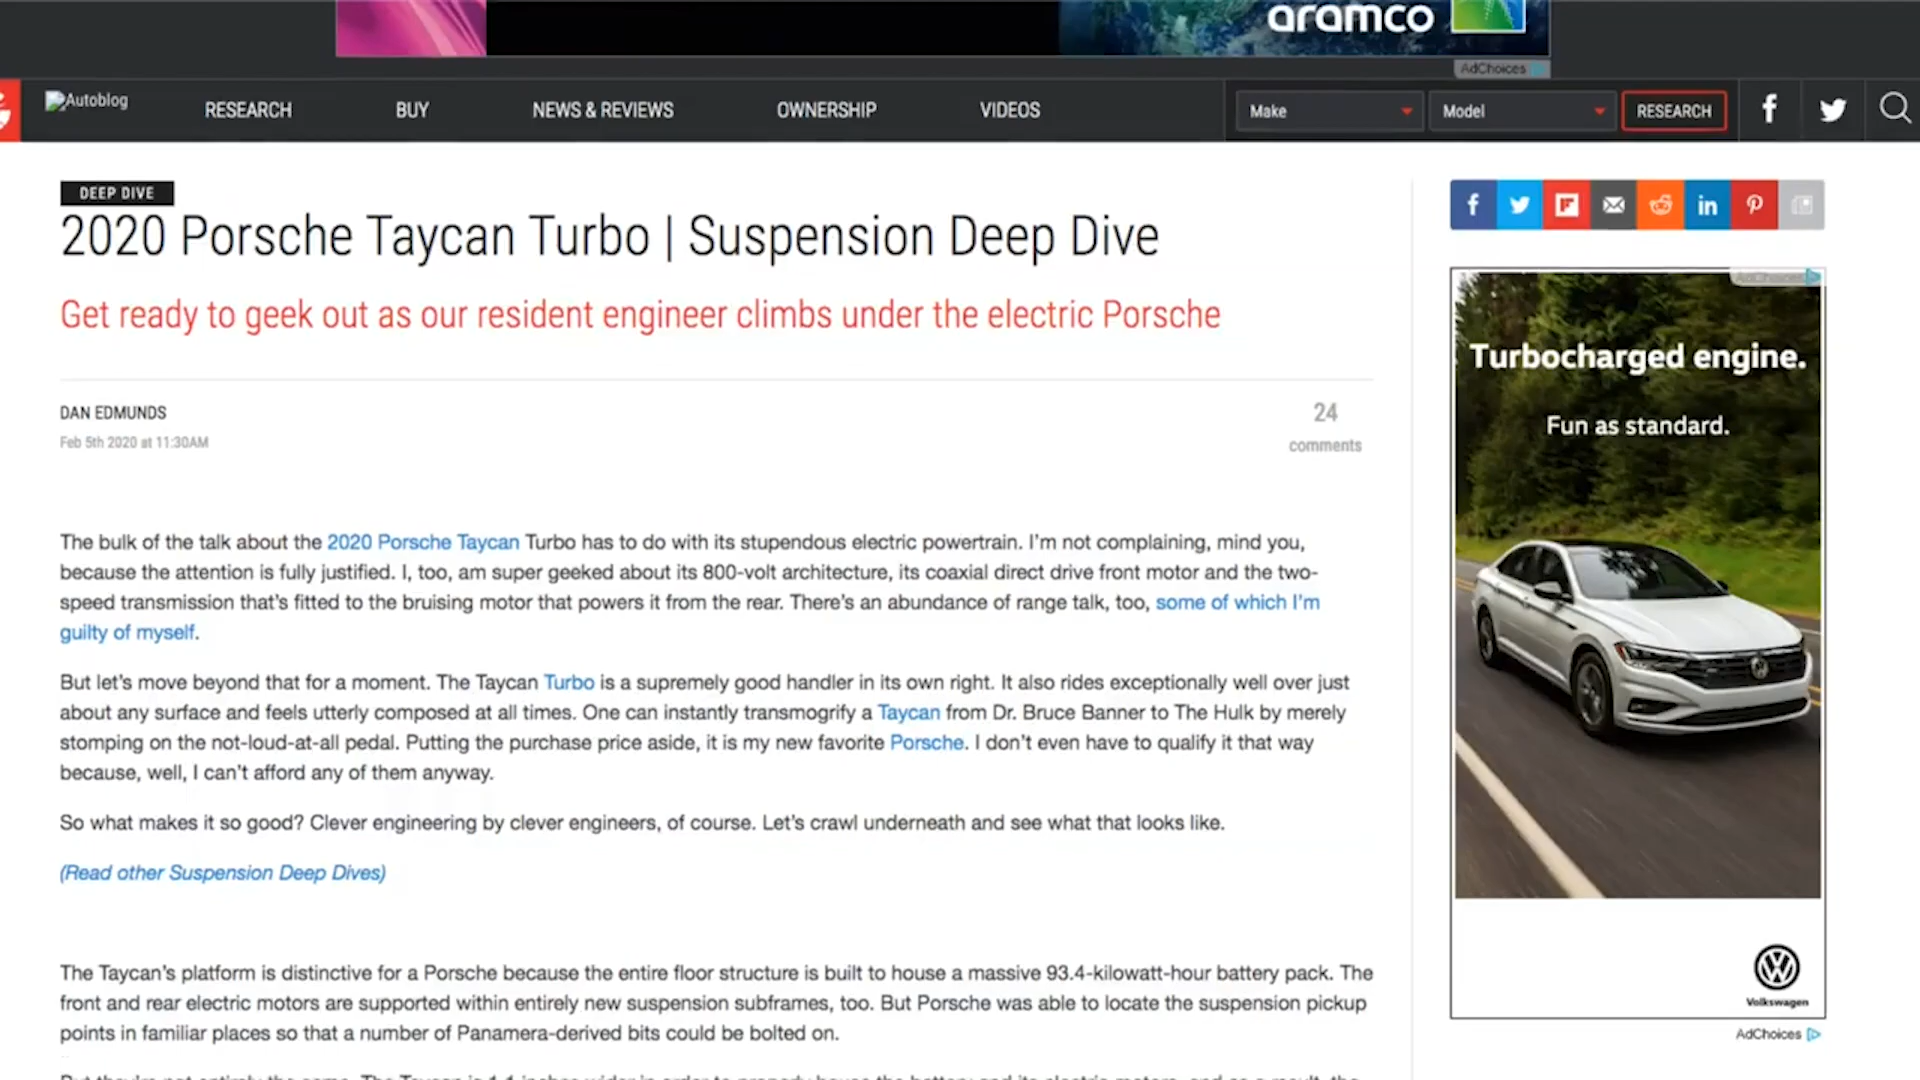 aramco
AdChoices
Autoblog
RESEARCH
BUY
NEWS & REVIEWS
OWNERSHIP
VIDEOS
Make
Model
RESEARCH
DEEP DIVE
2020 Porsche Taycan Turbo | Suspension Deep Dive
Get ready to geek out as our resident engineer climbs under the electric Porsche
DAN EDMUNDS
Feb 5th 2020 at 11:30AM
24
comments
The bulk of the talk about the 2020 Porsche Taycan Turbo has to do with its stupendous electric powertrain. I'm not complaining, mind you,
because the attention is fully justified. I, too, am super geeked about its 800-volt architecture, its coaxial direct drive front motor and the two-
speed transmission that's fitted to the bruising motor that powers it from the rear. There's an abundance of range talk, too, some of which I'm
guilty of myself.
But let's move beyond that for a moment. The Taycan Turbo is a supremely good handler in its own right. It also rides exceptionally well over just
about any surface and feels utterly composed at all times. One can instantly transmogrify a Taycan from Dr. Bruce Banner to The Hulk by merely
stomping on the not-loud-at-all pedal. Putting the purchase price aside, it is my new favorite Porsche. I don't even have to qualify it that way
because, well, I can't afford any of them anyway.
So what makes it so good? Clever engineering by clever engineers, of course. Let's crawl underneath and see what that looks like.
(Read other Suspension Deep Dives)
The Taycan's platform is distinctive for a Porsche because the entire floor structure is built to house a massive 93.4-kilowatt-hour battery pack. The
front and rear electric motors are supported within entirely new suspension subframes, too. But Porsche was able to locate the suspension pickup
points in familiar places so that a number of Panamera-derived bits could be bolted on.
AdChoices
Turbocharged engine.
Fun as standard.
Volkswagen
AdChoices